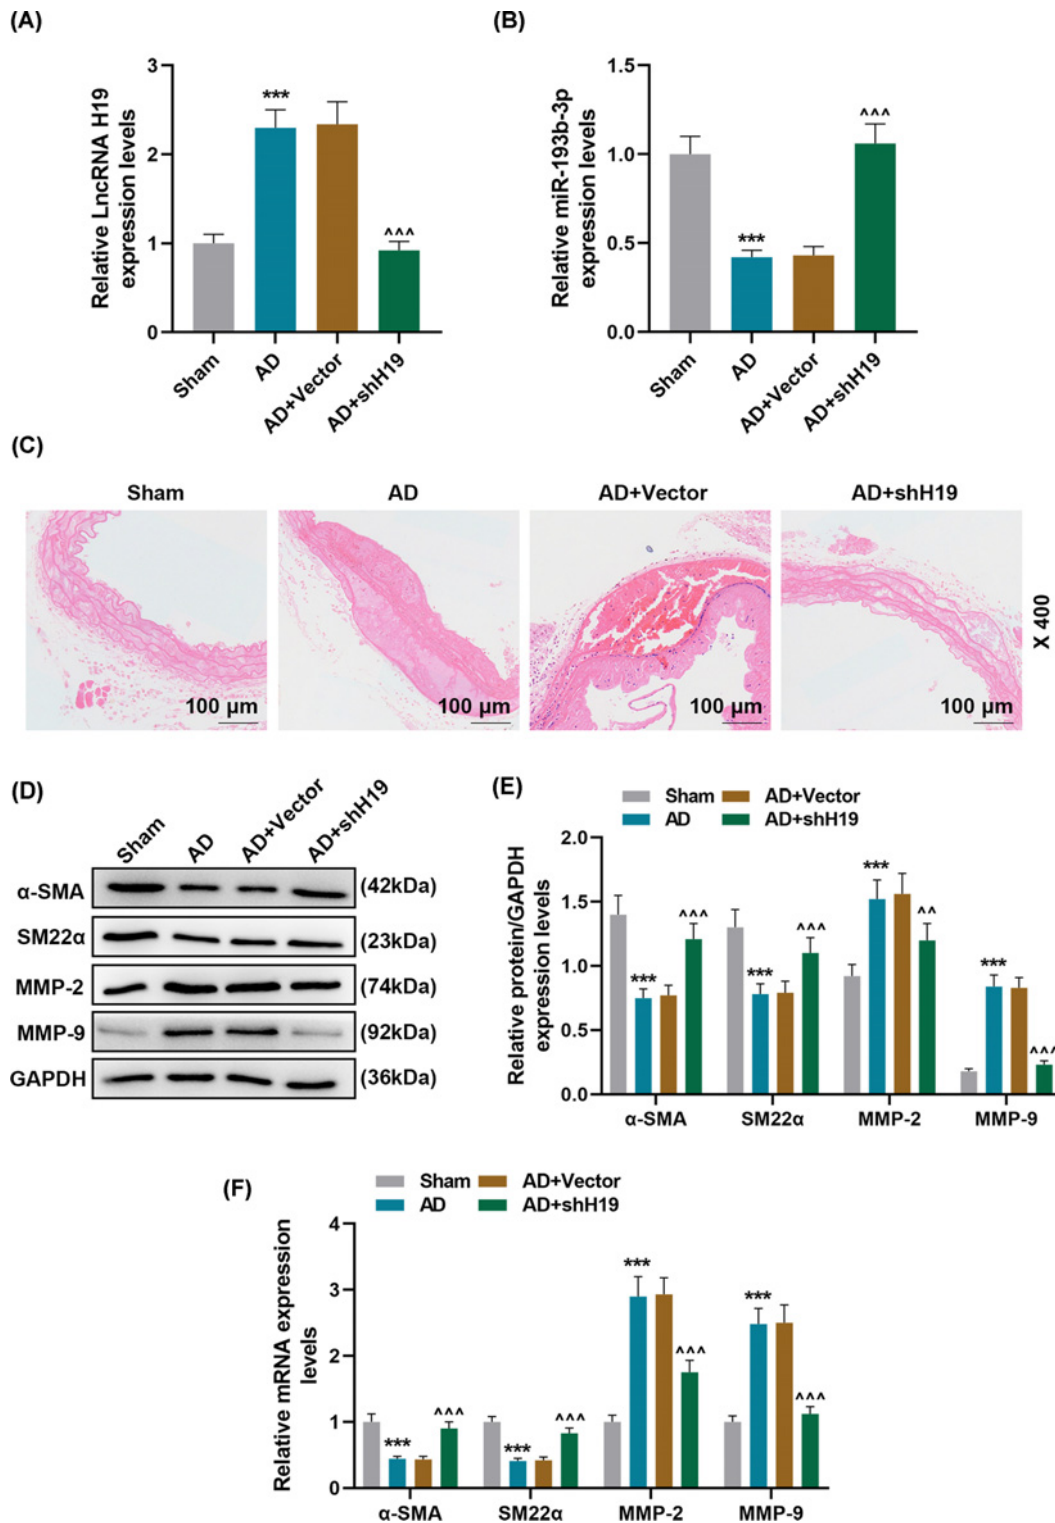 (A)
Relative LncRNA H19
expression levels
3
2
1
0
***
^^^
Sham
AD
AD+Vector
AD+shH19
(B)
Relative miR-193b-3p
expression levels
1.5
1.0
0.5
0.0
***
^^^
Sham
AD
AD+Vector
AD+shH19
(C)
Sham
AD
AD+Vector
AD+shH19
100 µm
100 µm
100 µm
100 µm
X 400
(D)
Sham
AD
AD+Vector
AD+shH19
α-SMA
(42kDa)
SM22α
(23kDa)
MMP-2
(74kDa)
MMP-9
(92kDa)
GAPDH
(36kDa)
(E)
Sham
AD+Vector
AD
AD+shH19
Relative protein/GAPDH
expression levels
2.0
1.5
1.0
0.5
0.0
***
^^^
***
^^^
***
^^
***
^^^
α-SMA
SM22α
MMP-2
MMP-9
(F)
Sham
AD+Vector
AD
AD+shH19
Relative mRNA expression
levels
4
3
2
1
0
***
^^^
***
^^^
***
^^^
***
^^^
α-SMA
SM22α
MMP-2
MMP-9